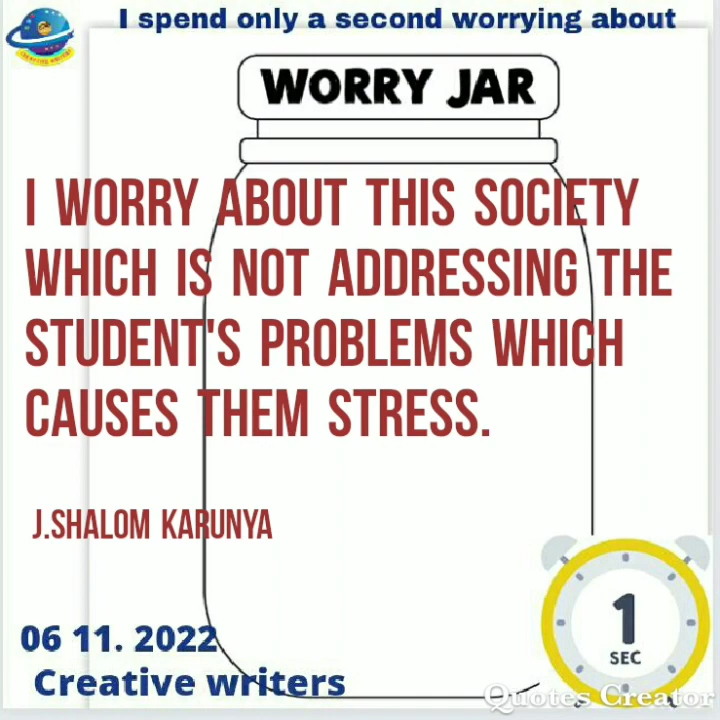 I spend only a second worrying about
WORRY JAR
I WORRY ABOUT THIS SOCIETY
WHICH IS NOT ADDRESSING THE
STUDENT'S PROBLEMS WHICH
CAUSES THEM STRESS.
J.SHALOM KARUNYA
1
SEC
06 11. 2022
Creative writers
Quotes Creator